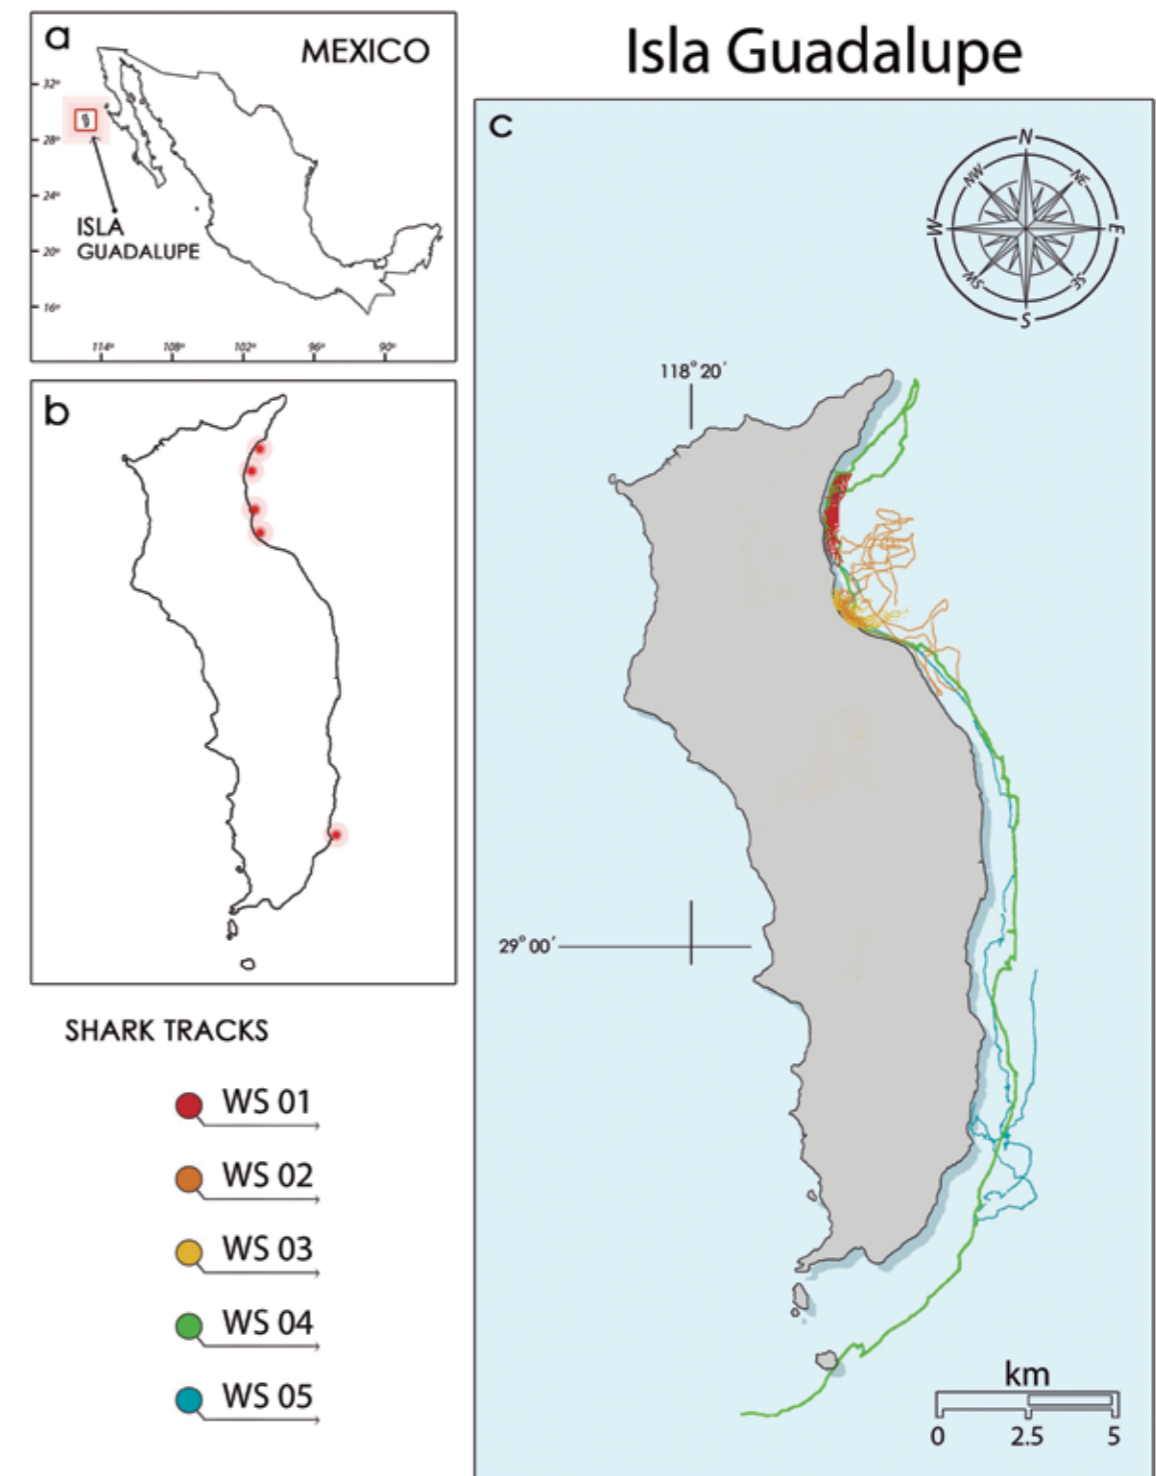 Isla Guadalupe
a
MEXICO
32°
28°
24°
20°
16°
ISLA
GUADALUPE
114°
108°
102°
96°
90°
b
SHARK TRACKS
WS 01
WS 02
WS 03
WS 04
WS 05
c
N
NW
NE
W
E
SW
SE
S
118° 20´
29° 00´
km
0
2.5
5